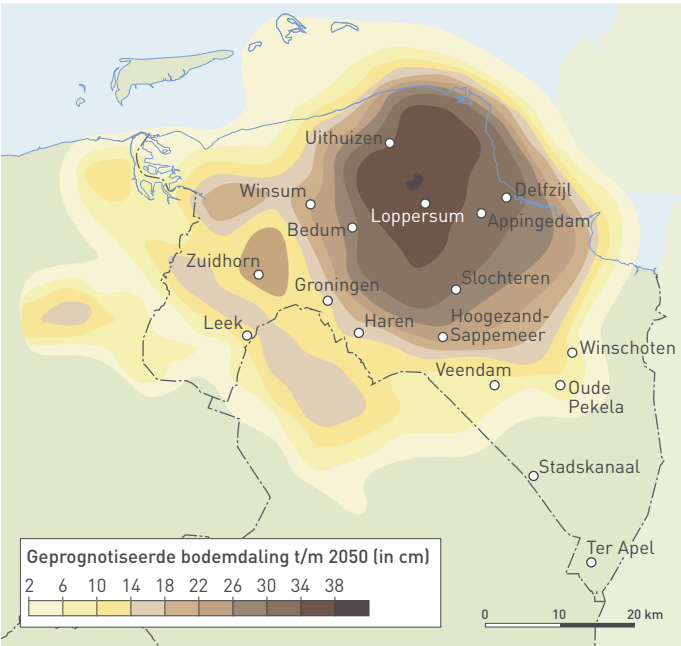 Uithuizen
Winsum
Delfzijl
Loppersum
Appingedam
Bedum
Zuidhorn
Groningen
Slochteren
Leek
Haren
Hoogezand-
Sappemeer
Winschoten
Veendam
Oude
Pekela
Stadskanaal
Ter Apel
Geprognotiseerde bodemdaling t/m 2050 (in cm)
2 6 10 14 18 22 26 30 34 38
0 10 20 km